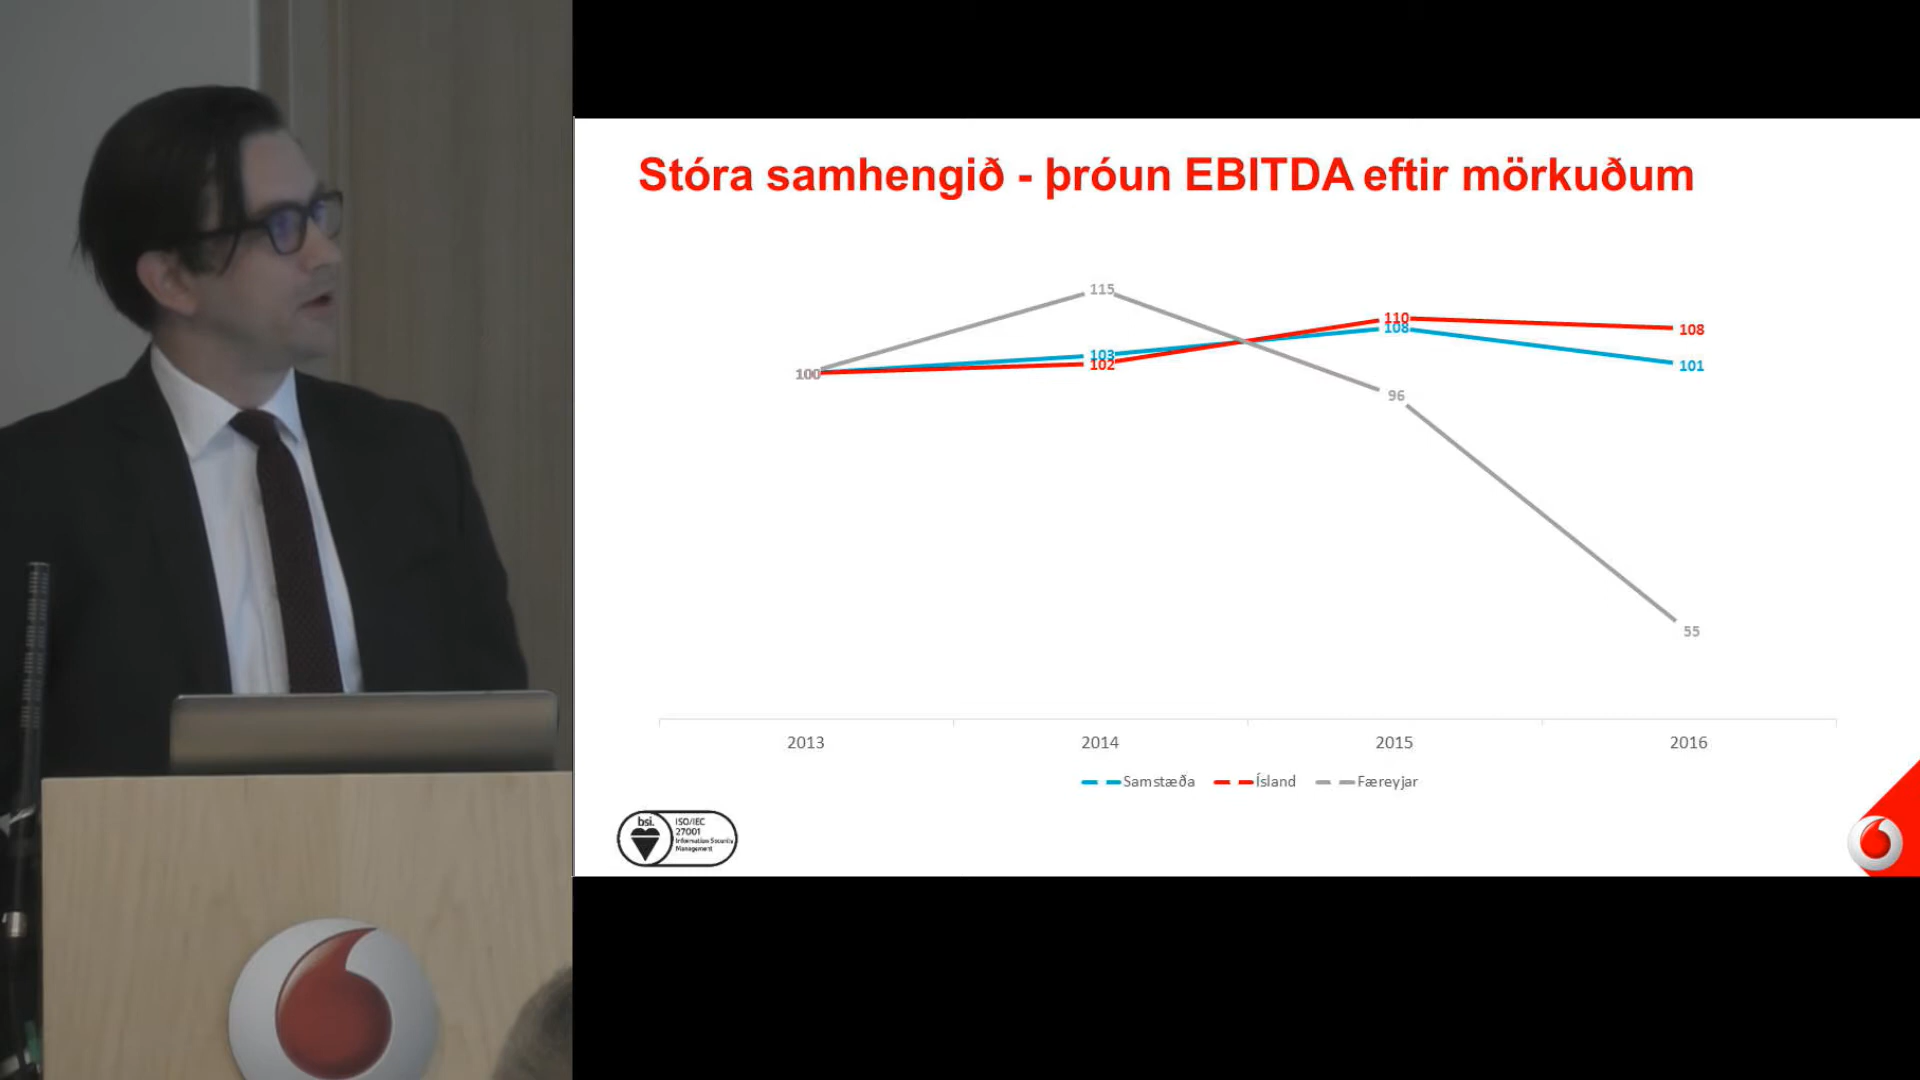 Stóra samhengið - þróun EBITDA eftir mörkuðum
115
110
108
108
103
102
100
101
96
55
2013 2014 2015 2016
Samstæða Ísland Færeyjar
bsi. ISO/IEC
27001
Information Security
Management